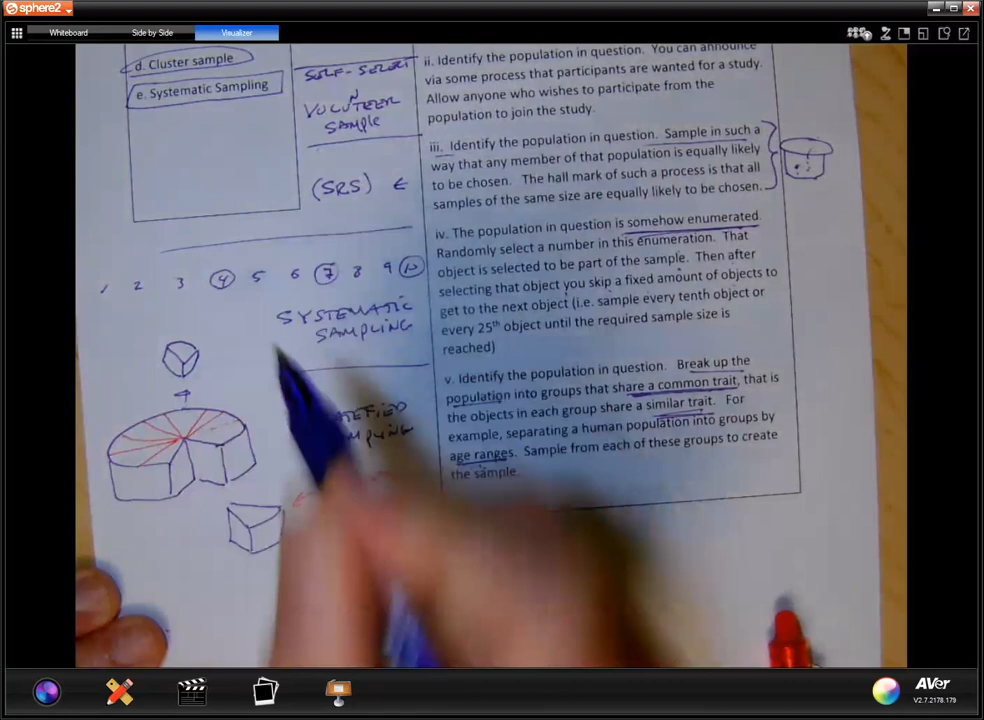 sphere2
Whiteboard
Side by Side
Visualizer
d. Cluster sample
e. Systematic Sampling
SELF-SELECT
VOLUNTEER
SAMPLE
(SRS) ←
1 2 3 4 5 6 7 8 9 10
SYSTEMATIC
SAMPLING
ii. Identify the population in question. You can announce
via some process that participants are wanted for a study.
Allow anyone who wishes to participate from the
population to join the study.
iii. Identify the population in question. Sample in such a
way that any member of that population is equally likely
to be chosen. The hall mark of such a process is that all
samples of the same size are equally likely to be chosen.
iv. The population in question is somehow enumerated.
Randomly select a number in this enumeration. That
object is selected to be part of the sample. Then after
selecting that object you skip a fixed amount of objects to
get to the next object (i.e. sample every tenth object or
every 25th object until the required sample size is
reached)
v. Identify the population in question. Break up the
population into groups that share a common trait, that is
the objects in each group share a similar trait. For
example, separating a human population into groups by
age ranges. Sample from each of these groups to create
the sample.
AVer
V2.7.2178.179